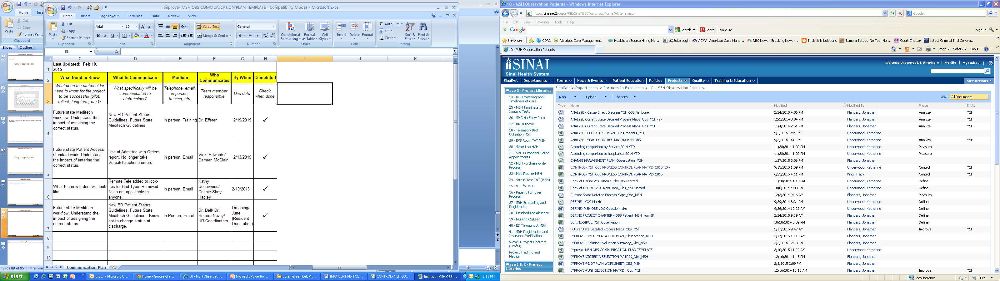 Improve- MSH OBS COMMUNICATION PLAN TEMPLATE [Compatibility Mode] - Microsoft Excel
Home Inse
Cut
Copy
Paste Format Paint
Clipboard
Slides Outline
84
Only if appropriate
85
86
87
Only if appropriate
88
89
90
Slide 89 of 95 "Training
Home Insert Page Layout Formulas Data Review View
Cut
Copy
Paste Format Painter
Clipboard
Arial 10
Font
Wrap Text
Merge & Center
Alignment
General
Number
Conditional Formatting Format as Table Cell Styles
Styles
Insert Delete Format
Cells
AutoSum
Fill
Clear
Sort & Filter Find & Select
Editing
I3 fx
C D E F G H I J K
1 Last Updated: Feb 10, 2015
2 What Need to Know What to Communicate Medium Who Communicates By When Completed
3 What does the stakeholder need to know for the project to be successful (pilot, rollout, long term, etc.)? What specifically will be communicated to stakeholder? Telephone, email, in person, training, etc. Team member responsible Due date Check when done
4 Future state Meditech workflow. Understand the impact of assigning the correct status. New ED Patient Status Guidelines. Future State Meditech Guidelines In person, Training Dr. Efferen 2/19/2015 ✓
5 Future state Patient Access standard work. Understand the impact of entering the correct status. Use of Admitted with Orders report. No longer take Verbal/Telephone orders In person, Email Vicki Edwards/ Carmen McClain 2/13/2015 ✓
6 What the new orders will look like. Remote Tele added to look-ups for Bed Type. Removed fields not applicable to anyone. In person, Email Kathy Underwood/ Connie Shay-Hadley 2/19/2015 ✓
7 Future state Meditech workflow. Understand the impact of assigning the correct status. New ED Patient Status Guidelines. Future State Meditech Guidelines. Know not to change status at discharge. In Person, Email Dr. Bell/ Dr. Herrera-Novey/ UR Coordinators On-going/ June (Resident Orientation) ✓
8
9
10
Communication Plan
start Inbox - Microsoft O... Home - Google Chr... 10 - MSH Observati... Microsoft PowerPoi... Juran Green Belt Pr... INPATIENT MSH OB... CONTROL- MSH OB... Improve- MSH OBS ... 1:11 PM
10 - MSH Observation Patients - Windows Internet Explorer
http://sinainet2/depts/PIE/Sinai%20Tomorrow/Forms/AllItems.aspx
Google
File Edit View Favorites Tools Help
x Google Search Share More » Sign In
Favorites CDR2 Allscripts Care Management... HealthcareSource Hiring Ma... eQSuite Login ACMA American Case Mana... NBC News - Breaking News ... Trials & Tribulations Tamara Tattles No Tea, No ... Court Chatter Latest Criminal Trial Covera...
10 - MSH Observation Patients
Page Safety Tools
SINAI
Sinai Health System
Welcome Underwood, Katherine My Site My Links
SinaiNet Departments Forms News & Events Patient Education Policies Projects Quality Training & Education Site Actions
SinaiNet > Departments > Partners In Excellence > 10 - MSH Observation Patients
Wave 3 - Project Libraries
24 - MSH Mammography Timeliness of Care
25 - MSH Timeliness of Imaging Tests
26 - SMG No Show Rate
27 - RN Turnover
28 - Telemetry Bed Utilization MSH
29 - EVS Room TAT MSH
30 - Sitter Use HCH
31 - SRH Outpatient Failed Appointments
32 - MSH Purchase Order Process
33 - Med Rec for MSH
34 - Stress Test TAT (MSH)
35 - VTE for MSH
36 - Patient Turnover Process
37 - SRH Scheduling and Registration
38 - Unscheduled Absence
39 - Nursing 6S/Lean
40 - ED Throughput MSH
41 - SRH Registration and Insurance Verification
Wave 3 Project Charters (Drafts)
Project Tracking and Metrics
Wave 1 & 2 - Project Libraries
New Upload Actions View: All Documents
Type Name Modified Modified By Phase Entity
ANALYZE - Casue Effect Diagram MSH OBS Fishbone 2/24/2015 4:06 PM Flanders, Jonathan Analyze MSH
ANALYZE Current State Detailed Process Maps_Obs_MSH (2) 12/2/2014 3:04 PM Flanders, Jonathan Analyze MSH
ANALYZE Current State Detailed Process Maps_Obs_MSH 11/4/2014 2:51 PM Flanders, Jonathan Analyze MSH
ANALYZE THEORY TEST PLAN - Obs Patients_MSH 9/3/2015 1:44 PM Underwood, Katherine
ANALYZE-IMPACT CONTROL MATRIX MSH OBS 9/3/2015 1:31 PM Underwood, Katherine Analyze MSH
Attending comparison by Service 2014 YTD 11/28/2014 1:09 PM Underwood, Katherine Measure
Attending comparison to hospitalists 2014 YTD 11/28/2014 1:09 PM Underwood, Katherine Measure
CHANGE MANAGEMENT PLAN_Observation_MSH 1/27/2015 3:06 PM Flanders, Jonathan
CONTROL- MSH OBS PROCESS CONTROL PLAN MATRIX 2015 (24) 9/15/2015 1:59 PM Underwood, Katherine Control MSH
CONTROL- MSH OBS PROCESS CONTROL PLAN MATRIX 2015 6/23/2015 4:11 PM King, Tracy Control MSH
Copy of Define VOC Matrix_Obs_MSH sorted 11/28/2014 1:10 PM Underwood, Katherine Define
Copy of DEFINE-VOC Raw Data_Obs_MSH sorted 10/6/2014 4:08 PM Underwood, Katherine Define
Current State Detailed Process Maps_Obs_MSH 12/2/2014 9:16 AM Flanders, Jonathan Measure
DEFINE - VOC Matrix 9/29/2014 8:34 PM Underwood, Katherine Define
DEFINE- MSH OBS VOC Questionnaire 9/26/2014 10:29 AM Underwood, Katherine Define
DEFINE PROJECT CHARTER - OBS Patient_MSH from JF 2/24/2015 9:19 AM Flanders, Jonathan Define
DEFINE-SIPOC MSH Observation 10/28/2014 3:09 PM Flanders, Jonathan Define
Future State Detailed Process Maps_Obs_MSH 2/17/2015 9:47 AM Flanders, Jonathan Improve MSH
IMPROVE - IMPLEMENTATION PLAN_Observation_MSH 3/17/2015 10:18 AM Flanders, Jonathan
IMPROVE - Solution Evaluation Summary_Obs_MSH 2/3/2015 12:13 PM Flanders, Jonathan
Improve- MSH OBS COMMUNICATION PLAN TEMPLATE 2/10/2015 11:22 AM Underwood, Katherine
IMPROVE-CRITERIA SELECTION MATRIX_Obs_MSH 12/16/2014 1:45 PM Flanders, Jonathan
IMPROVE-PILOT PLAN WORKSHEET_OBS_MSH 2/3/2015 2:09 PM Flanders, Jonathan
IMPROVE-PUGH SELECTION MATRIX_Obs_MSH 12/16/2014 10:13 AM Flanders, Jonathan Improve MSH
Local intranet 100%